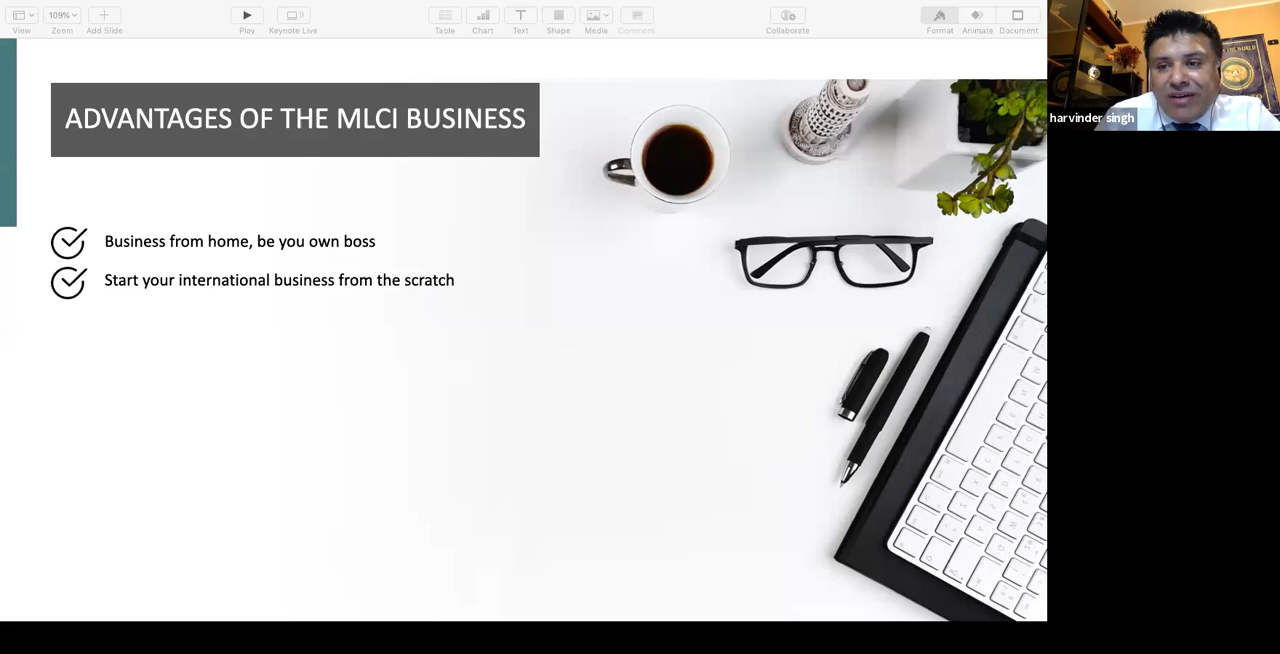 109%
View
Zoom
Add Slide
Play
Keynote Live
Table
Chart
Text
Shape
Media
Comment
Collaborate
Format
Animate
Document
ADVANTAGES OF THE MLCI BUSINESS
Business from home, be you own boss
Start your international business from the scratch
harvinder singh
THE WORLD